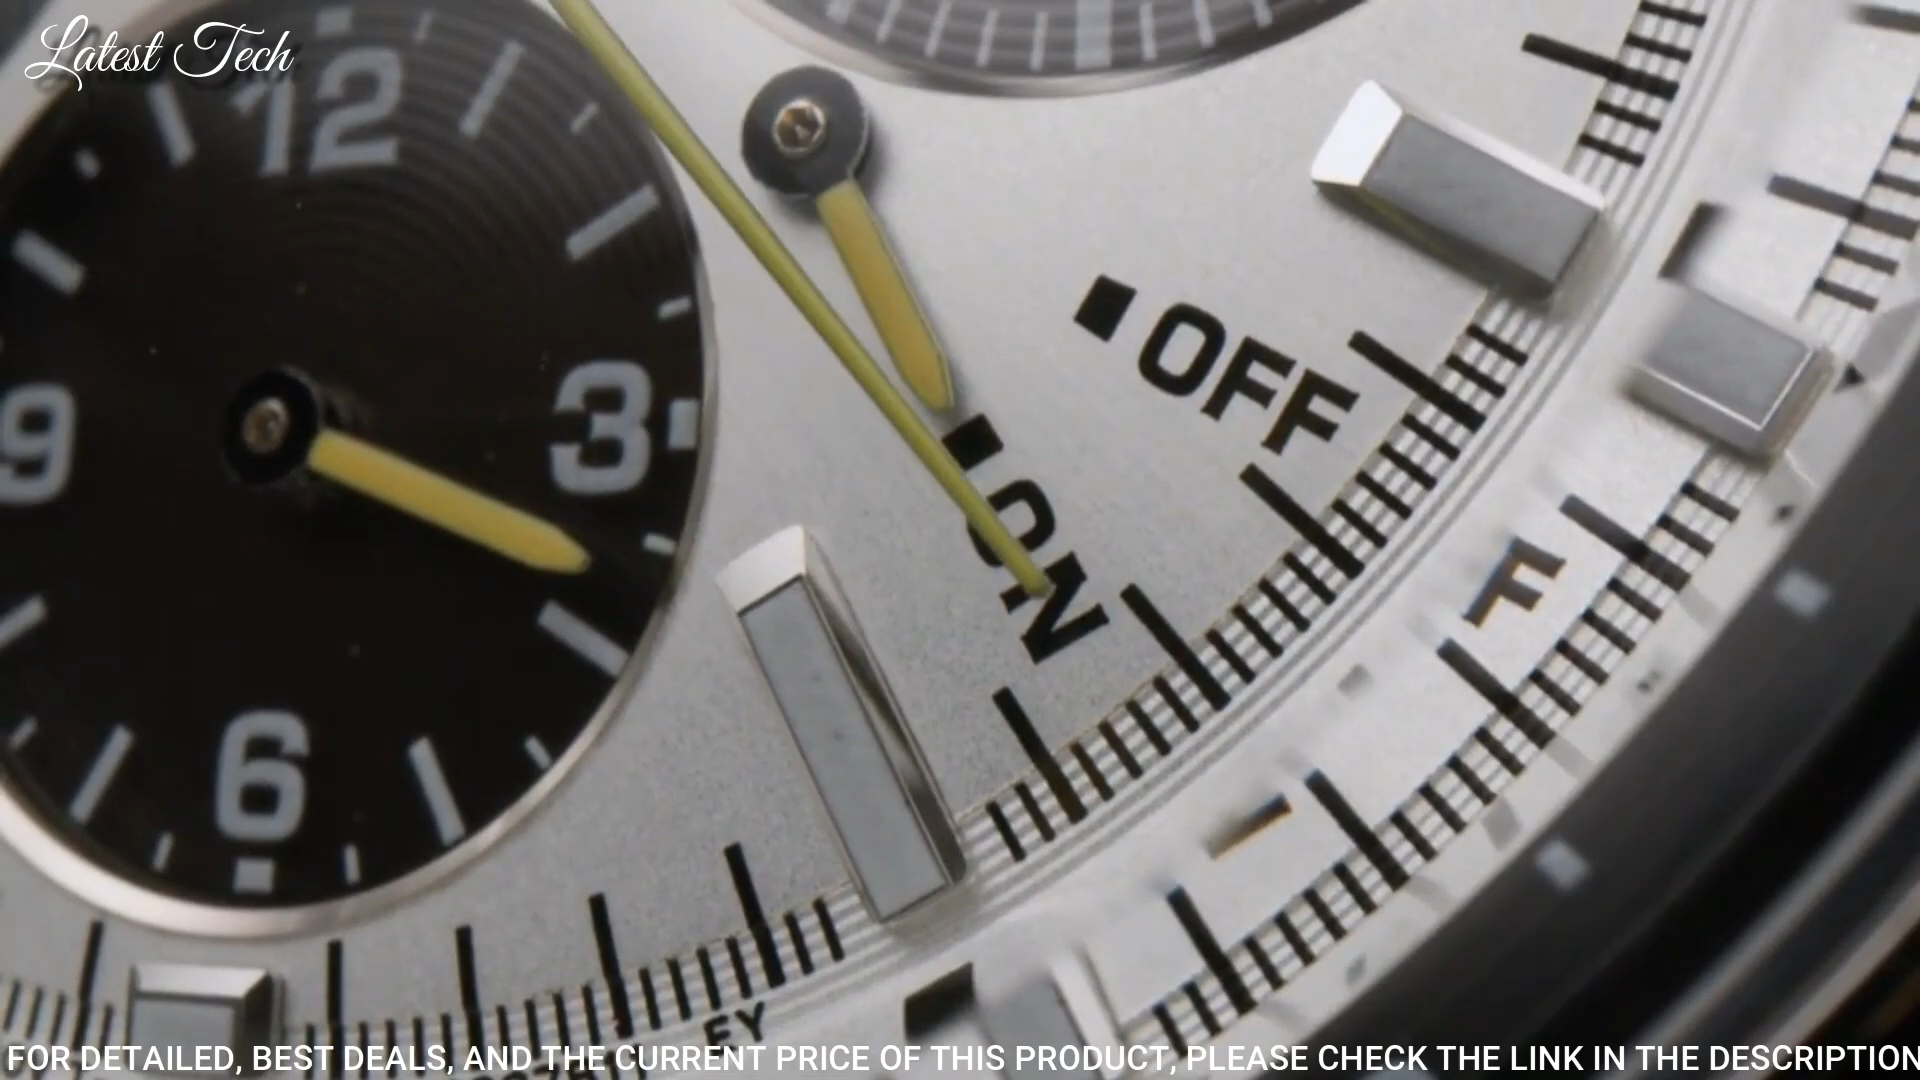 Latest Tech
12
3
6
9
OFF
ON
F
EY
FOR DETAILED, BEST DEALS, AND THE CURRENT PRICE OF THIS PRODUCT, PLEASE CHECK THE LINK IN THE DESCRIPTION